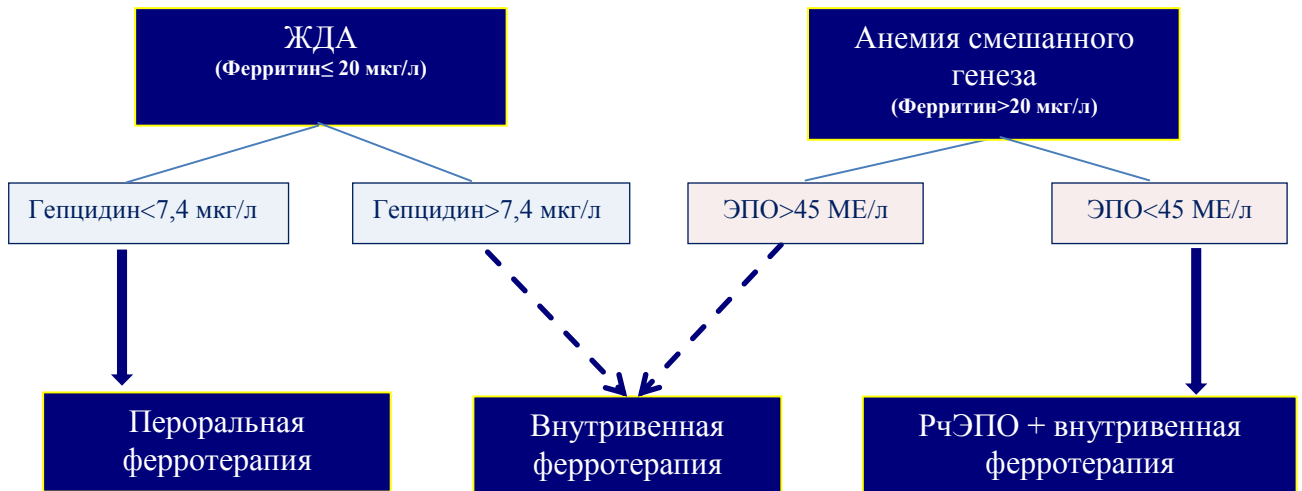 ЖДА
(Ферритин≤ 20 мкг/л)
Анемия смешанного
генеза
(Ферритин>20 мкг/л)
Гепцидин<7,4 мкг/л
Гепцидин>7,4 мкг/л
ЭПО>45 МЕ/л
ЭПО<45 МЕ/л
Пероральная
ферротерапия
Внутривенная
ферротерапия
РчЭПО + внутривенная
ферротерапия